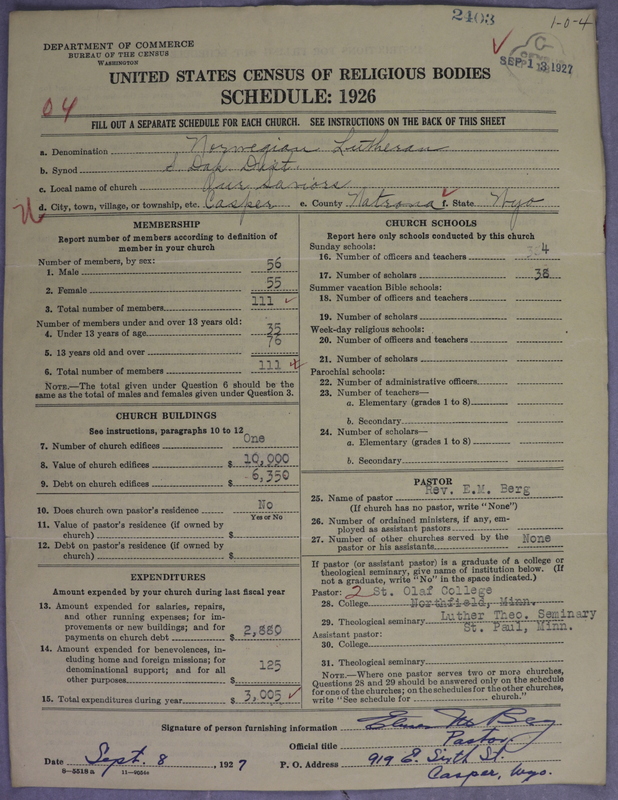 2403
1-0-4
DEPARTMENT OF COMMERCE
BUREAU OF THE CENSUS
WASHINGTON
SEP 13 1927
UNITED STATES CENSUS OF RELIGIOUS BODIES
SCHEDULE: 1926
04
FILL OUT A SEPARATE SCHEDULE FOR EACH CHURCH. SEE INSTRUCTIONS ON THE BACK OF THIS SHEET
a. Denomination Norwegian Lutheran
b. Synod S Dak Dist.
c. Local name of church Our Saviors
d. City, town, village, or township, etc. Casper e. County Natrona f. State Wyo
MEMBERSHIP
Report number of members according to definition of member in your church
Number of members, by sex:
1. Male 56
2. Female 55
3. Total number of members 111
Number of members under and over 13 years old:
4. Under 13 years of age 35
5. 13 years old and over 76
6. Total number of members 111
NOTE.—The total given under Question 6 should be the
same as the total of males and females given under Question 3.
CHURCH BUILDINGS
See instructions, paragraphs 10 to 12
7. Number of church edifices One
8. Value of church edifices $ 10,000
9. Debt on church edifices $ 6,350
10. Does church own pastor's residence No
Yes or No
11. Value of pastor's residence (if owned by
church) $
12. Debt on pastor's residence (if owned by
church) $
EXPENDITURES
Amount expended by your church during last fiscal year
13. Amount expended for salaries, repairs,
and other running expenses; for im-
provements or new buildings; and for
payments on church debt $ 2,880
14. Amount expended for benevolences, in-
cluding home and foreign missions; for
denominational support; and for all
other purposes $ 125
15. Total expenditures during year $ 3,005
CHURCH SCHOOLS
Report here only schools conducted by this church
Sunday schools:
16. Number of officers and teachers 4
17. Number of scholars 38
Summer vacation Bible schools:
18. Number of officers and teachers
19. Number of scholars
Week-day religious schools:
20. Number of officers and teachers
21. Number of scholars
Parochial schools:
22. Number of administrative officers
23. Number of teachers—
a. Elementary (grades 1 to 8)
b. Secondary
24. Number of scholars—
a. Elementary (grades 1 to 8)
b. Secondary
PASTOR
25. Name of pastor Rev. E.M. Berg
(If church has no pastor, write "None")
26. Number of ordained ministers, if any, em-
ployed as assistant pastors
27. Number of other churches served by the
pastor or his assistants None
If pastor (or assistant pastor) is a graduate of a college or
theological seminary, give name of institution below. (If
not a graduate, write "No" in the space indicated.)
Pastor: 2 St. Olaf College
28. College Northfield, Minn.
Luther Theo. Seminary
29. Theological seminary St. Paul, Minn.
Assistant pastor:
30. College
31. Theological seminary
NOTE.—Where one pastor serves two or more churches,
Questions 28 and 29 should be answered only on the schedule
for one of the churches; on the schedules for the other churches,
write "See schedule for church."
Signature of person furnishing information Elmer M Berg
Official title Pastor
Date Sept. 8, 1927 P. O. Address 919 E. Sixth St.
Casper, Wyo.
8-5518a